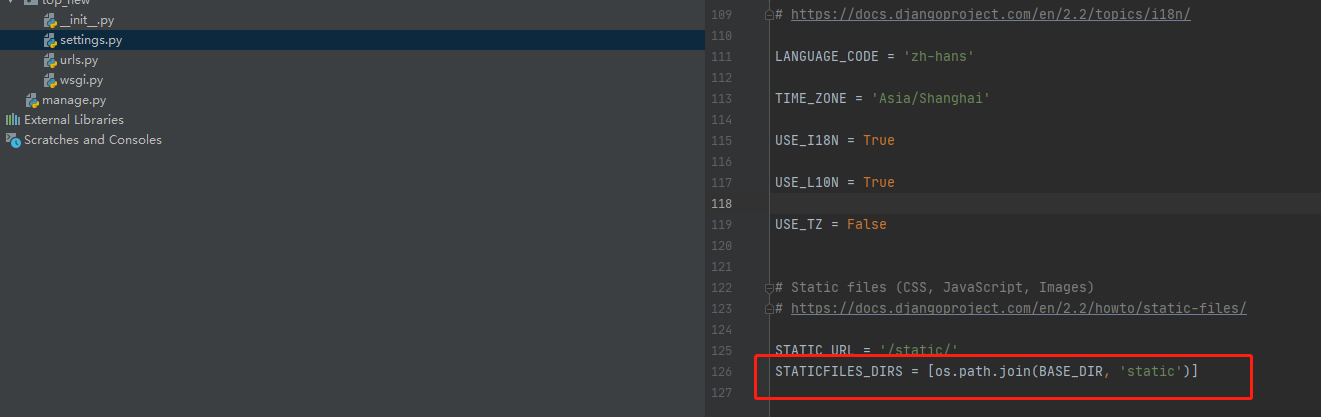 top_new
__init__.py
settings.py
urls.py
wsgi.py
manage.py
External Libraries
Scratches and Consoles
109 # https://docs.djangoproject.com/en/2.2/topics/i18n/
110
111 LANGUAGE_CODE = 'zh-hans'
112
113 TIME_ZONE = 'Asia/Shanghai'
114
115 USE_I18N = True
116
117 USE_L10N = True
118
119 USE_TZ = False
120
121
122 # Static files (CSS, JavaScript, Images)
123 # https://docs.djangoproject.com/en/2.2/howto/static-files/
124
125 STATIC_URL = '/static/'
126 STATICFILES_DIRS = [os.path.join(BASE_DIR, 'static')]
127